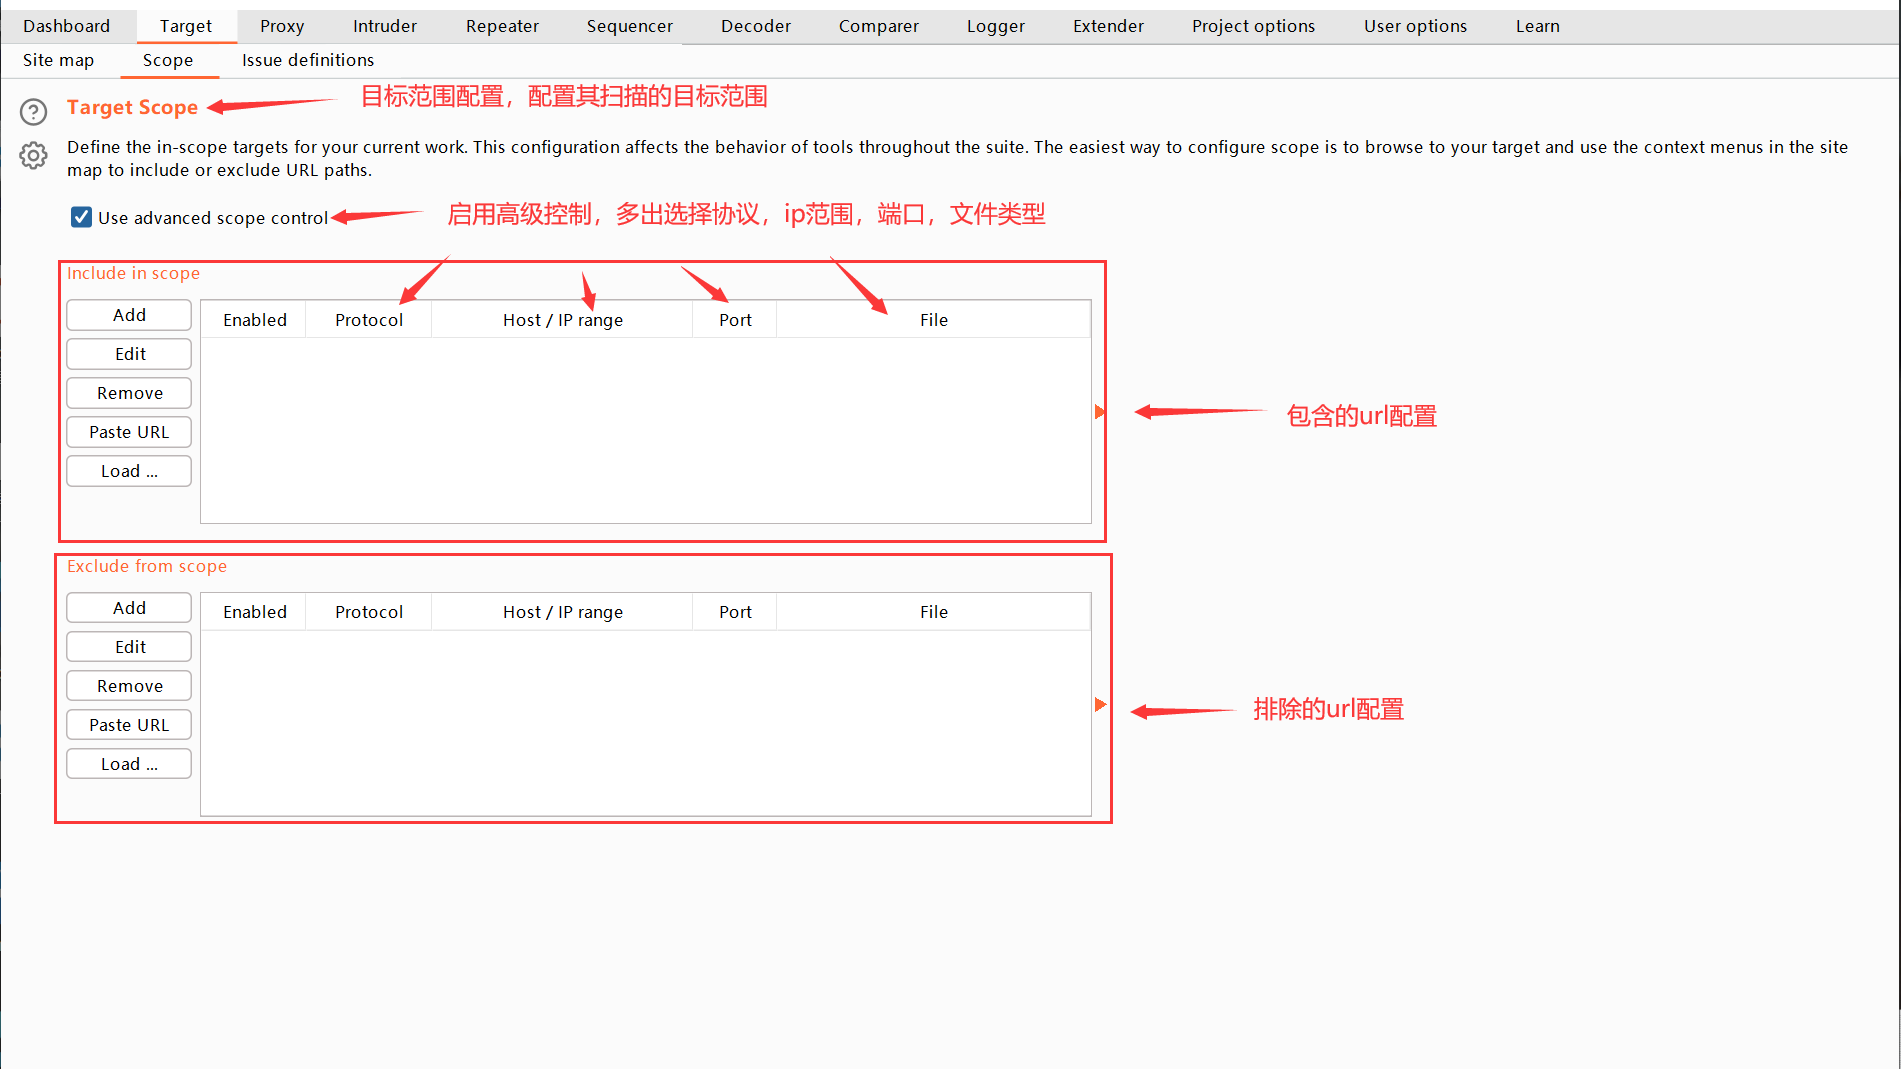 Dashboard Target Proxy Intruder Repeater Sequencer Decoder Comparer Logger Extender Project options User options Learn
Site map Scope Issue definitions
Target Scope 目标范围配置，配置其扫描的目标范围
Define the in-scope targets for your current work. This configuration affects the behavior of tools throughout the suite. The easiest way to configure scope is to browse to your target and use the context menus in the site
map to include or exclude URL paths.
Use advanced scope control 启用高级控制，多出选择协议，ip范围，端口，文件类型
Include in scope
Add
Enabled Protocol Host / IP range Port File
Edit
Remove
Paste URL
Load ...
包含的url配置
Exclude from scope
Add
Enabled Protocol Host / IP range Port File
Edit
Remove
Paste URL
Load ...
排除的url配置